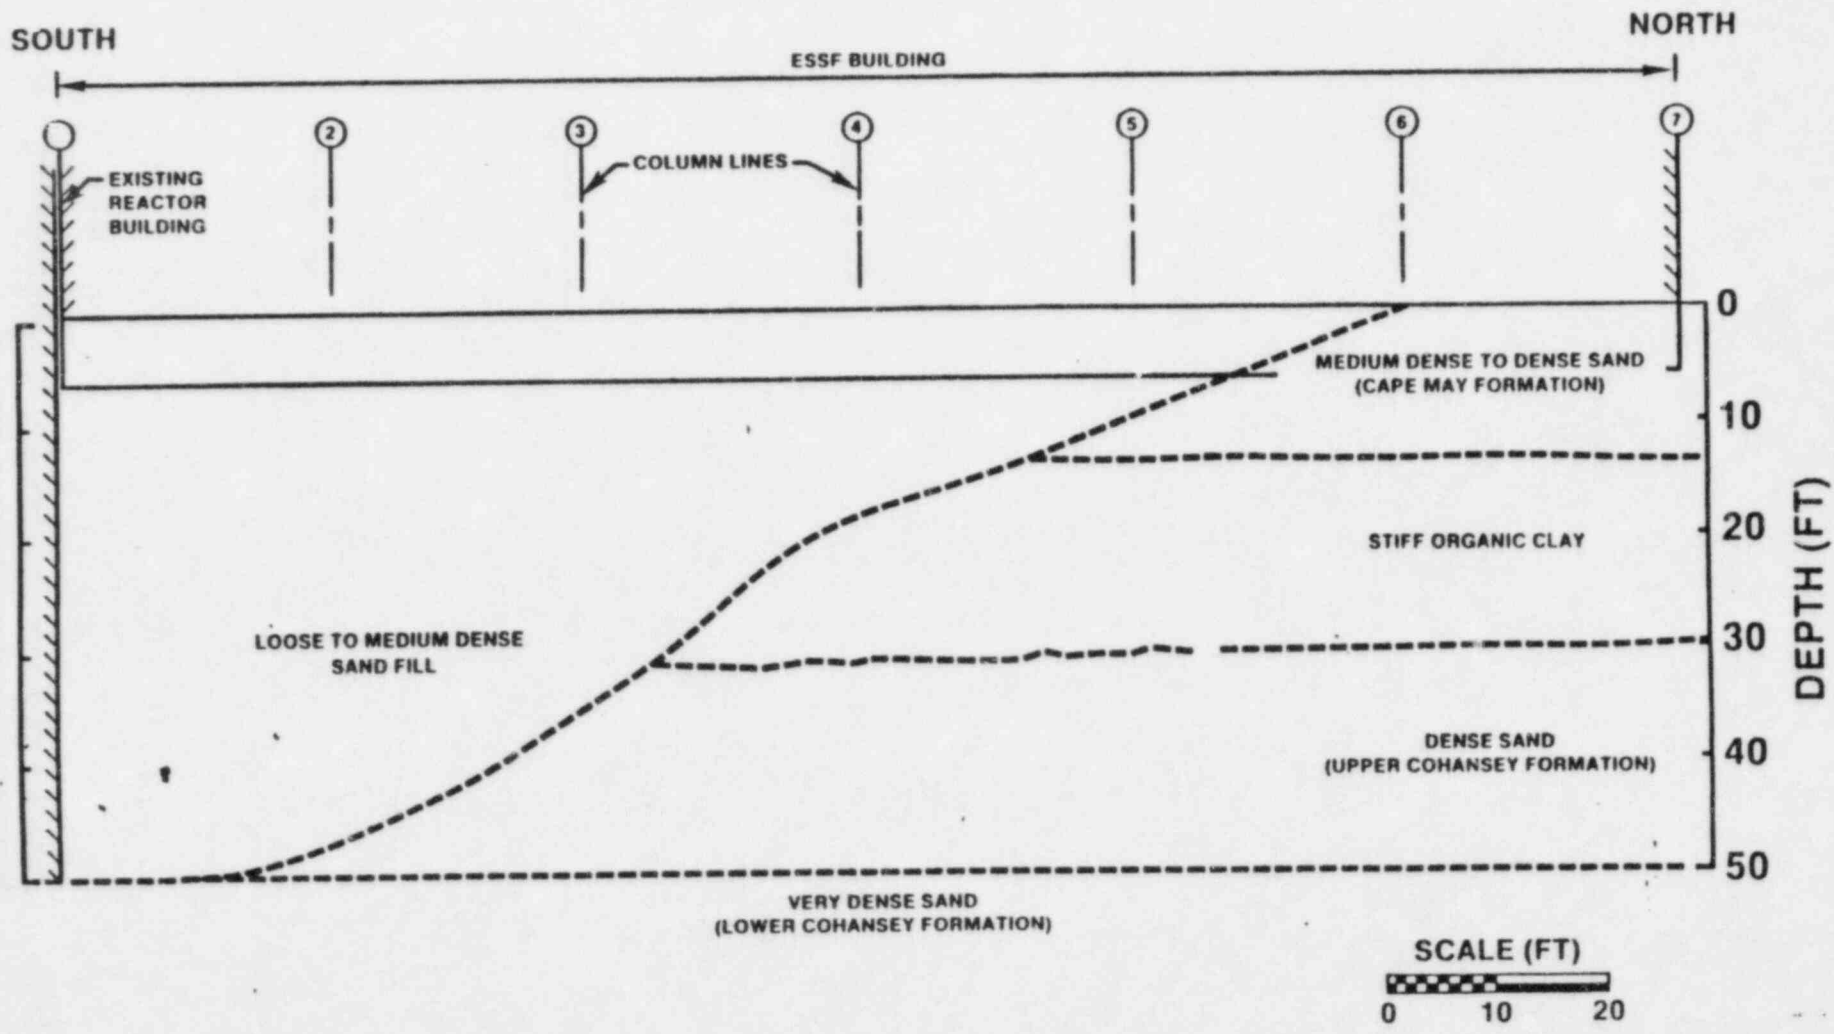 SOUTH
NORTH
ESSF BUILDING
2
3
4
5
6
7
COLUMN LINES
EXISTING
REACTOR
BUILDING
0
MEDIUM DENSE TO DENSE SAND
(CAPE MAY FORMATION)
10
20
STIFF ORGANIC CLAY
DEPTH (FT)
LOOSE TO MEDIUM DENSE
SAND FILL
30
DENSE SAND
(UPPER COHANSEY FORMATION)
40
50
VERY DENSE SAND
(LOWER COHANSEY FORMATION)
SCALE (FT)
0 10 20